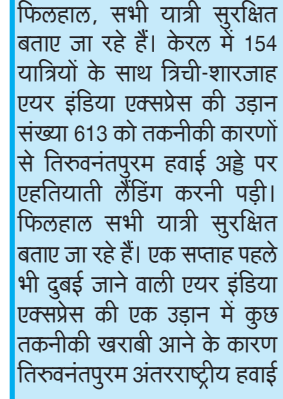 फिलहाल, सभी यात्री सुरक्षित
बताए जा रहे हैं। केरल में 154
यात्रियों के साथ त्रिची-शारजाह
एयर इंडिया एक्सप्रेस की उड़ान
संख्या 613 को तकनीकी कारणों
से तिरुवनंतपुरम हवाई अड्डे पर
एहतियाती लैंडिंग करनी पड़ी।
फिलहाल सभी यात्री सुरक्षित
बताए जा रहे हैं। एक सप्ताह पहले
भी दुबई जाने वाली एयर इंडिया
एक्सप्रेस की एक उड़ान में कुछ
तकनीकी खराबी आने के कारण
तिरुवनंतपुरम अंतरराष्ट्रीय हवाई